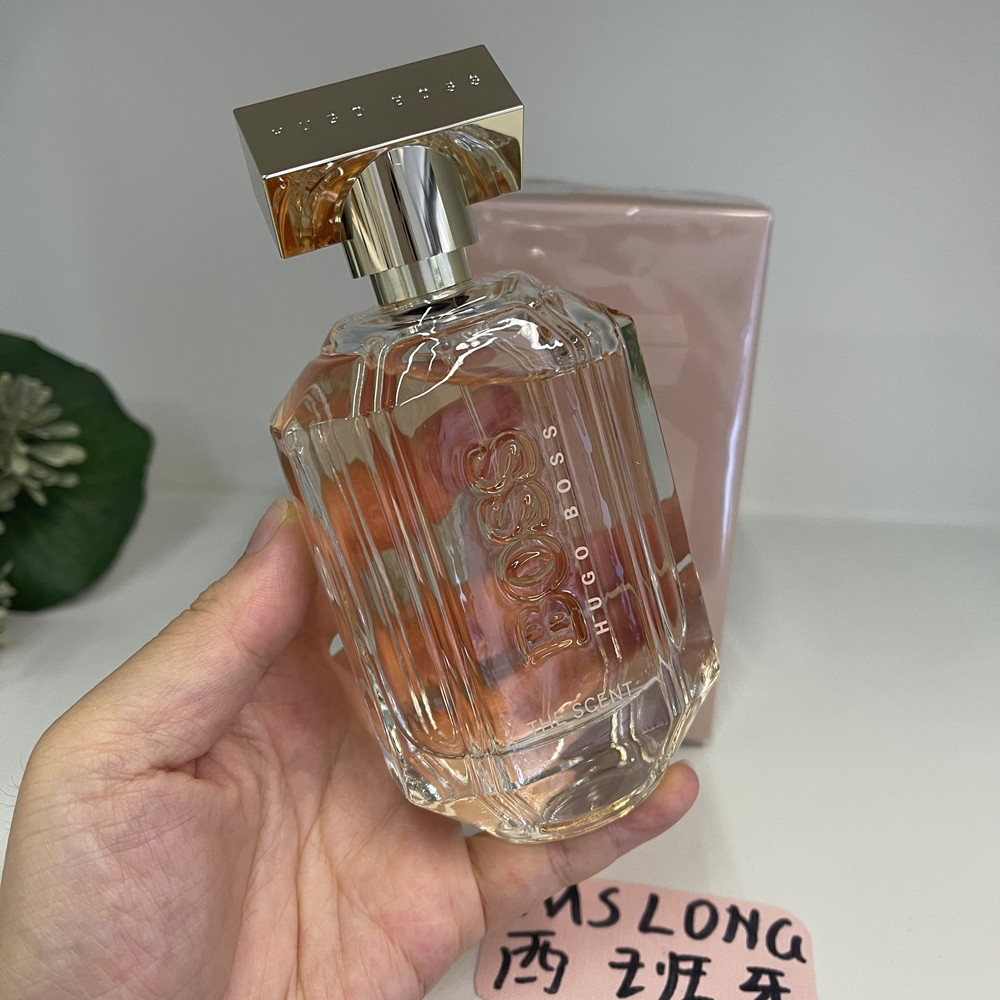 HUGO BOSS
BOSS
HUGO BOSS
THE SCENT
MSLONG
西班牙